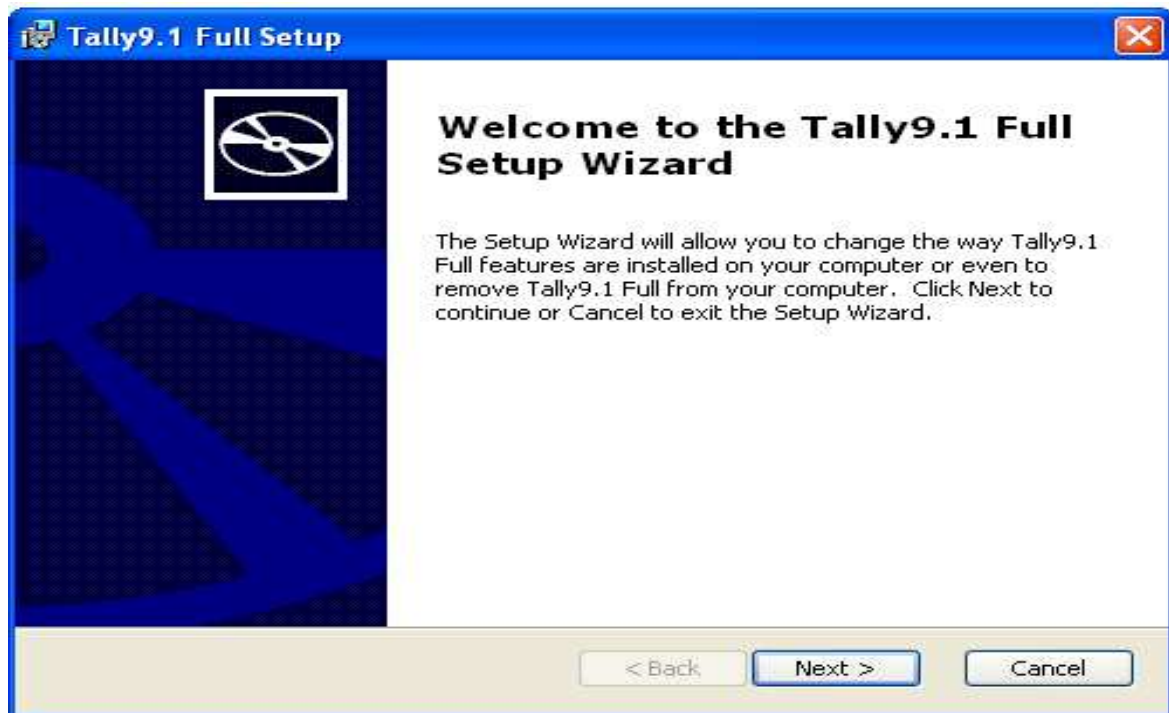 Tally9.1 Full Setup
Welcome to the Tally9.1 Full
Setup Wizard
The Setup Wizard will allow you to change the way Tally9.1
Full features are installed on your computer or even to
remove Tally9.1 Full from your computer.  Click Next to
continue or Cancel to exit the Setup Wizard.
< Back
Next >
Cancel